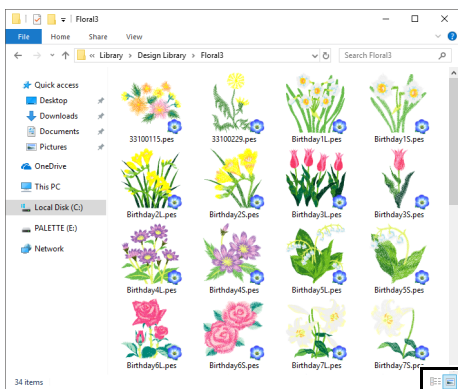 Floral3
File Home Share View
« Library > Design Library > Floral3
Search Floral3
Quick access
Desktop
Downloads
Documents
Pictures
OneDrive
This PC
Local Disk (C:)
PALETTE (E:)
Network
33100115.pes 33100229.pes Birthday1L.pes Birthday1S.pes
Birthday2L.pes Birthday2S.pes Birthday3L.pes Birthday3S.pes
Birthday4L.pes Birthday4S.pes Birthday5L.pes Birthday5S.pes
Birthday6L.pes Birthday6S.pes Birthday7L.pes Birthday7S.pes
34 items